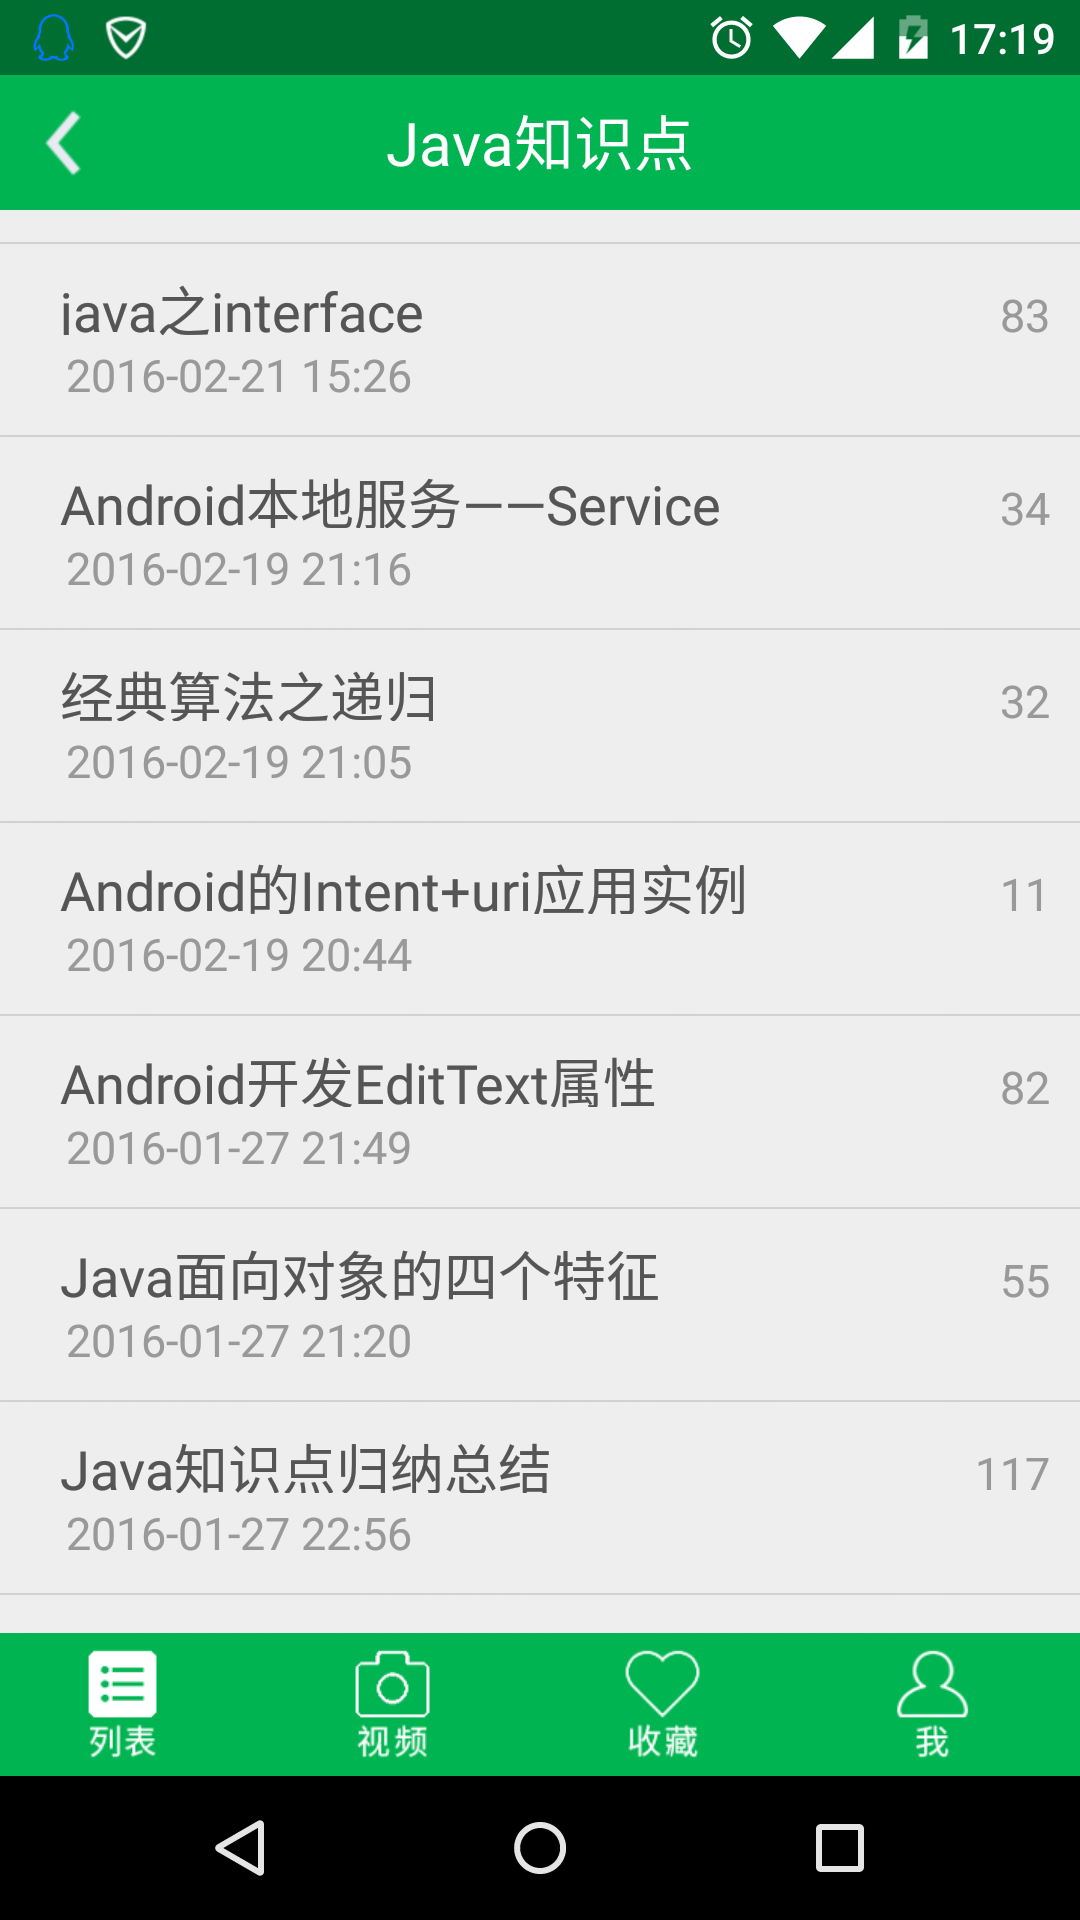 17:19
Java知识点
java之interface
83
2016-02-21 15:26
Android本地服务——Service
34
2016-02-19 21:16
经典算法之递归
32
2016-02-19 21:05
Android的Intent+uri应用实例
11
2016-02-19 20:44
Android开发EditText属性
82
2016-01-27 21:49
Java面向对象的四个特征
55
2016-01-27 21:20
Java知识点归纳总结
117
2016-01-27 22:56
列表 视频 收藏 我